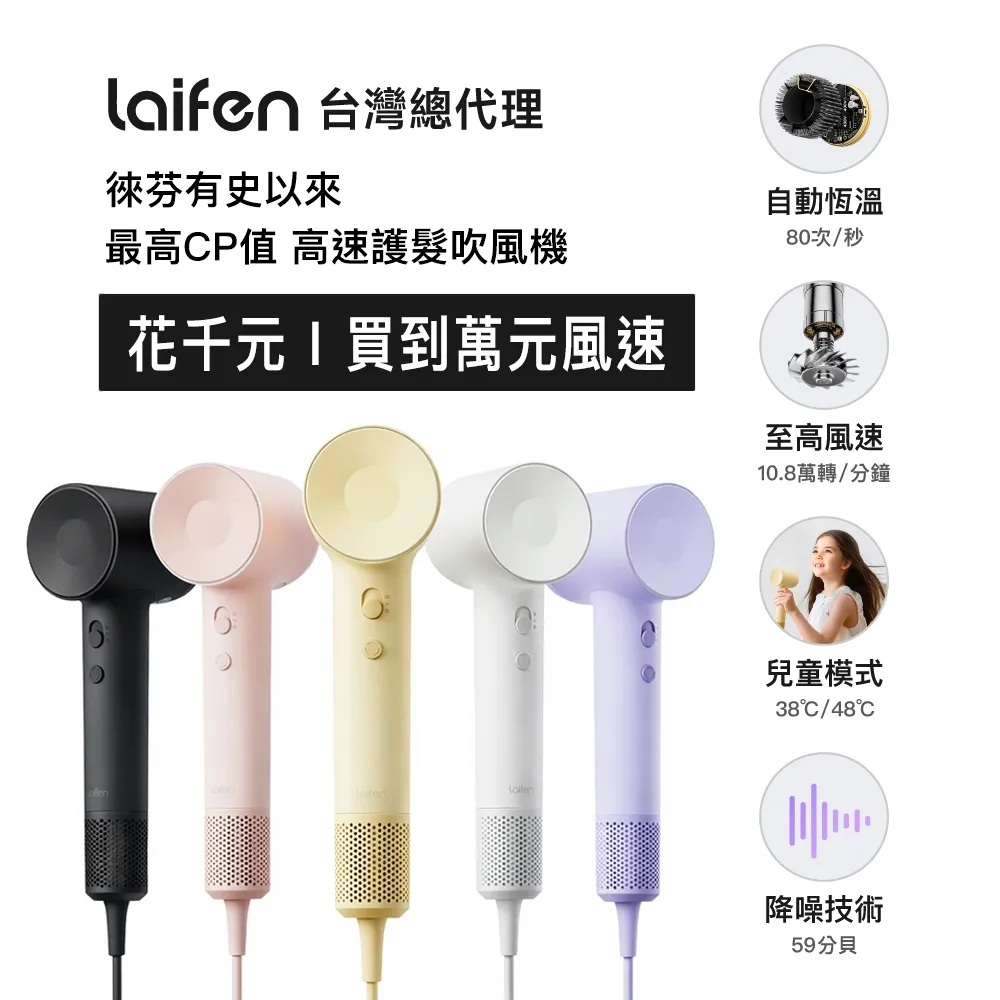 laifen 台灣總代理
徠芬有史以來
最高CP值 高速護髮吹風機
花千元 | 買到萬元風速
自動恆溫
80次/秒
至高風速
10.8萬轉/分鐘
兒童模式
38℃/48℃
降噪技術
59分貝
laifen
laifen
laifen